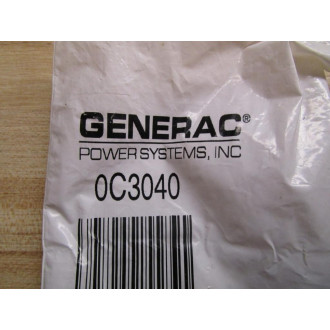 GENERAC®
POWER SYSTEMS, INC
0C3040